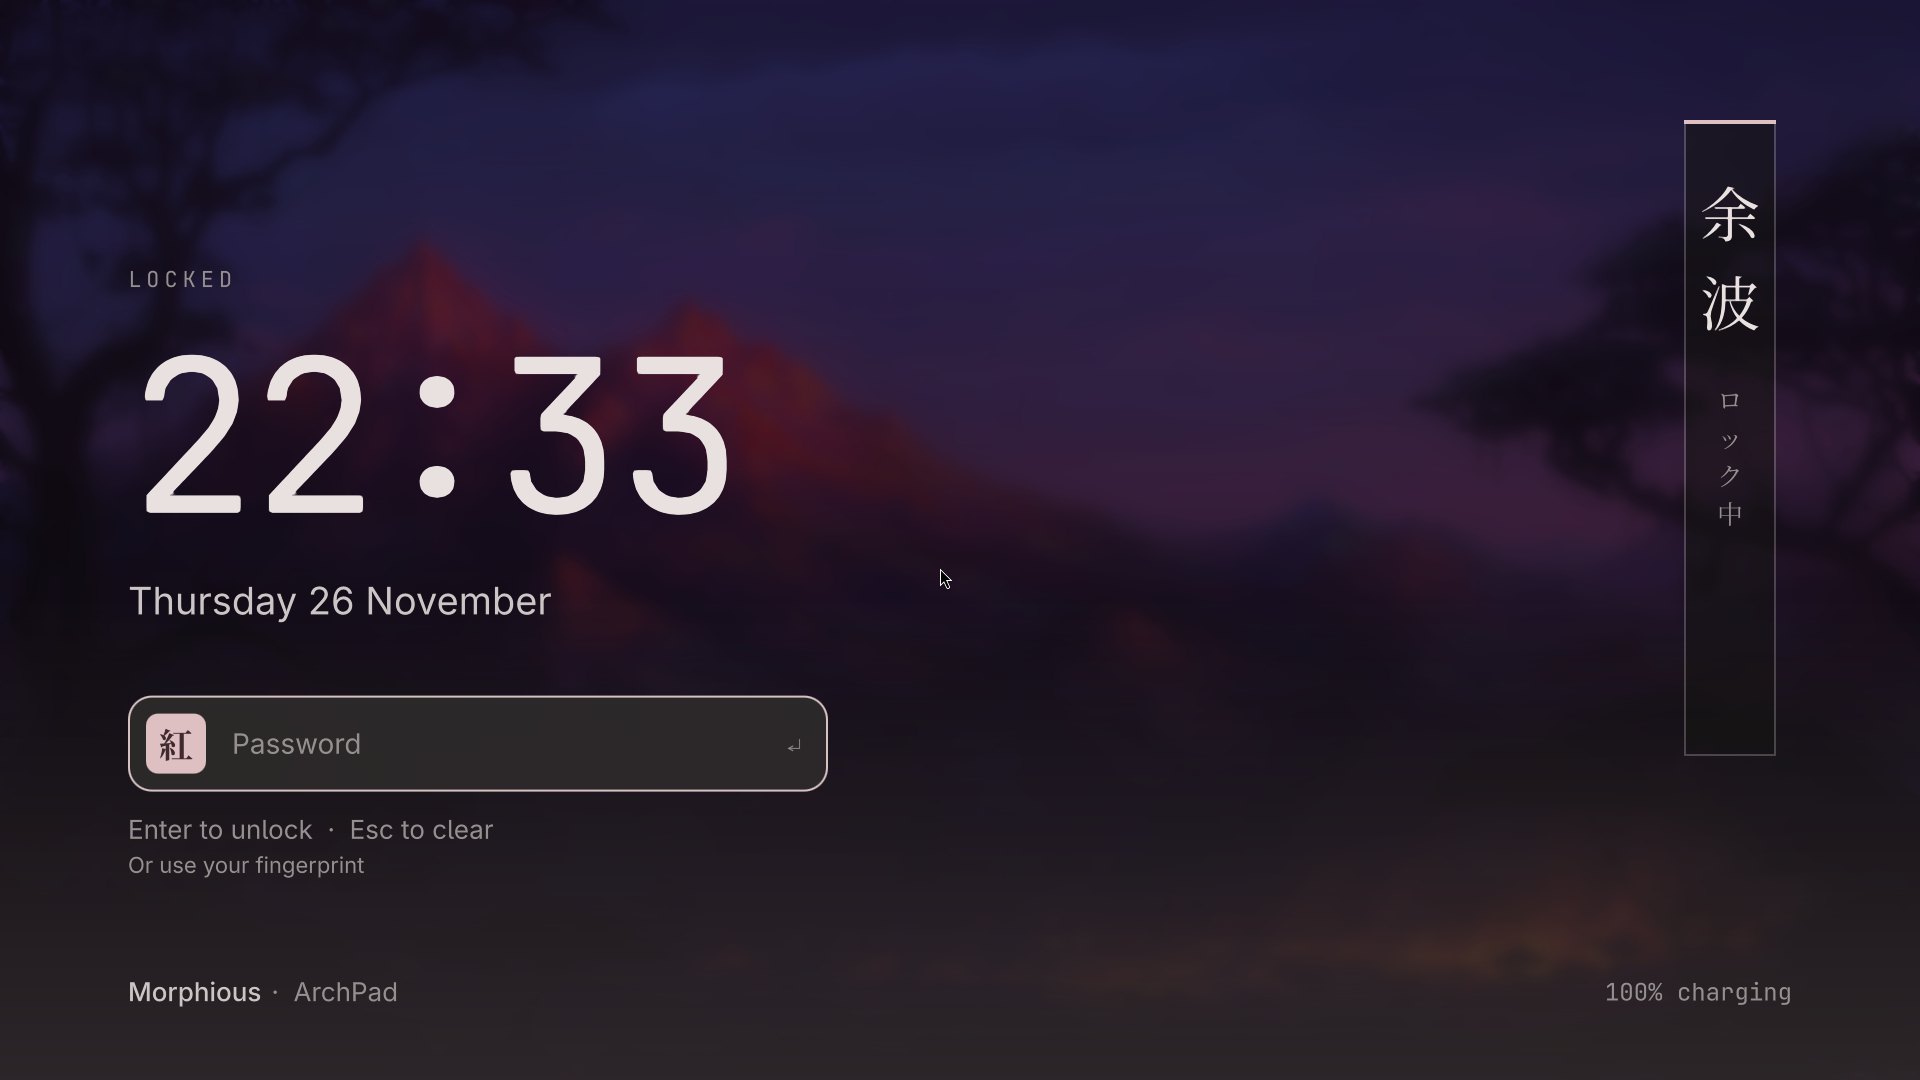 LOCKED
22:33
Thursday 26 November
紅 Password
Enter to unlock · Esc to clear
Or use your fingerprint
Morphious · ArchPad
余波
ロック中
100% charging